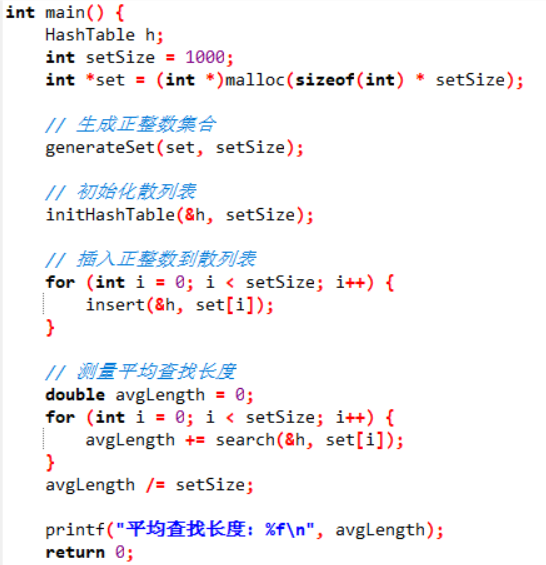 int main() {
HashTable h;
int setSize = 1000;
int *set = (int *)malloc(sizeof(int) * setSize);
// 生成正整数集合
generateSet(set, setSize);
// 初始化散列表
initHashTable(&h, setSize);
// 插入正整数到散列表
for (int i = 0; i < setSize; i++) {
insert(&h, set[i]);
}
// 测量平均查找长度
double avgLength = 0;
for (int i = 0; i < setSize; i++) {
avgLength += search(&h, set[i]);
}
avgLength /= setSize;
printf("平均查找长度: %f\n", avgLength);
return 0;